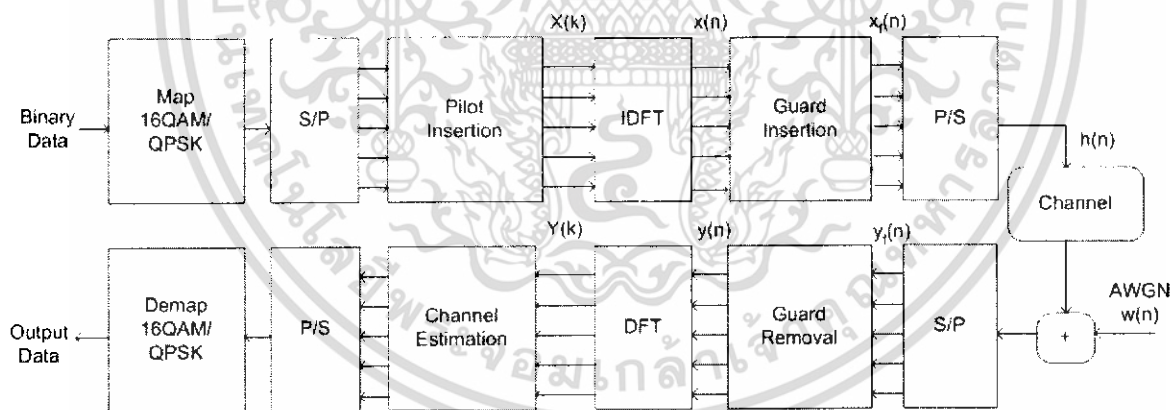 X(k)
x(n)
x_f(n)
Binary
Data
Map
16QAM/
QPSK
S/P
Pilot
Insertion
IDFT
Guard
Insertion
P/S
h(n)
Channel
Y(k)
y(n)
y_f(n)
Output
Data
Demap
16QAM/
QPSK
P/S
Channel
Estimation
DFT
Guard
Removal
S/P
+
AWGN
w(n)